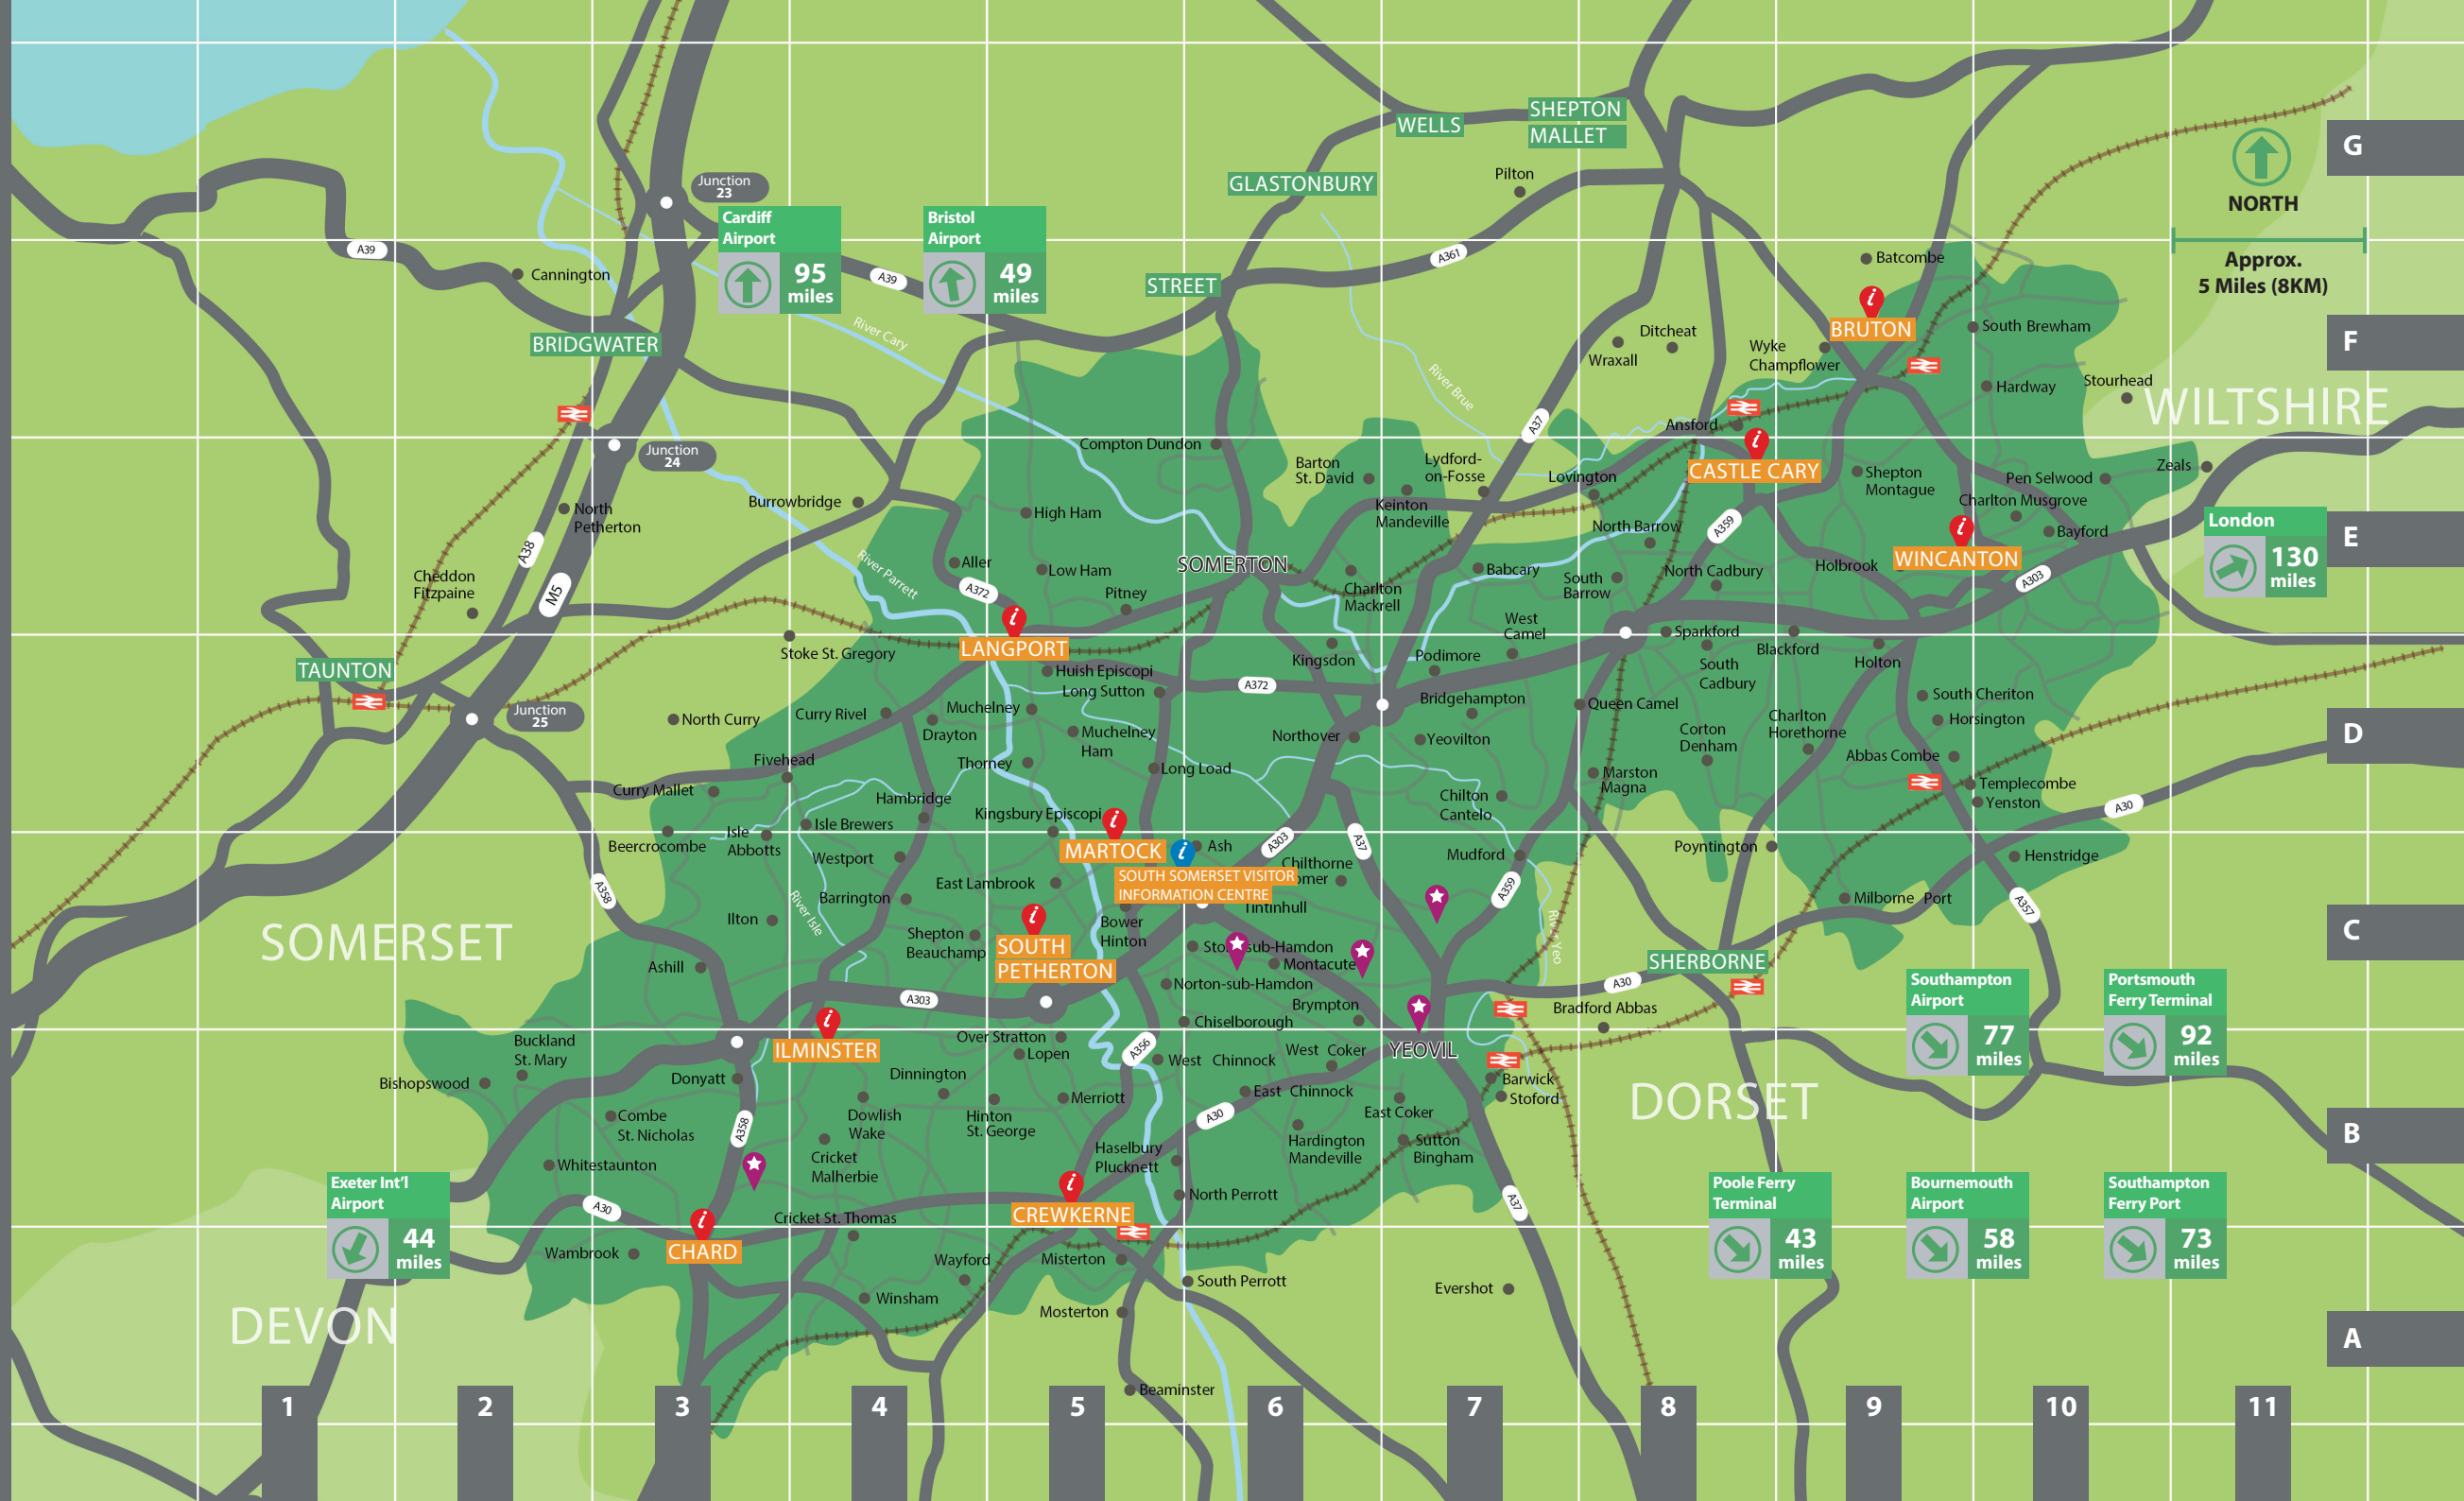 SHEPTON
MALLET
WELLS
GLASTONBURY
Pilton
G
NORTH
Approx.
5 Miles (8KM)
Junction
23
Cardiff
Airport
95
miles
Bristol
Airport
49
miles
A39
A39
A361
Cannington
STREET
Batcombe
BRUTON
South Brewham
F
BRIDGWATER
River Cary
River Brue
Ditcheat
Wraxall
Wyke
Champflower
Hardway
Stourhead
WILTSHIRE
A37
Ansford
CASTLE CARY
Junction
24
Compton Dundon
Barton
St. David
Lydford-
on-Fosse
Keinton
Mandeville
Lovington
Shepton
Montague
Pen Selwood
Zeals
Charlton Musgrove
Bayford
North
Petherton
Burrowbridge
High Ham
North Barrow
A359
WINCANTON
London
130
miles
E
A38
M5
Cheddon
Fitzpaine
River Parrett
Aller
Low Ham
A372
SOMERTON
Pitney
Charlton
Mackrell
Babcary
South
Barrow
North Cadbury
Holbrook
A303
LANGPORT
West
Camel
Sparkford
Blackford
Holton
South
Cadbury
TAUNTON
Stoke St. Gregory
Huish Episcopi
Long Sutton
A372
Kingsdon
Podimore
Bridgehampton
Queen Camel
South Cheriton
Horsington
Junction
25
North Curry
Curry Rivel
Drayton
Muchelney
Muchelney
Ham
Northover
Yeovilton
Corton
Denham
Charlton
Horethorne
Abbas Combe
D
Fivehead
Thorney
Long Load
Marston
Magna
Templecombe
Yenston
A30
Curry Mallet
Hambridge
Kingsbury Episcopi
Chilton
Cantelo
Beercrocombe
Isle
Abbotts
Isle Brewers
Westport
MARTOCK
Ash
A303
A37
Mudford
Poyntington
Henstridge
SOUTH SOMERSET VISITOR
INFORMATION CENTRE
Chilthorne
East Lambrook
Tintinhull
A358
Barrington
A359
Milborne Port
A357
Ilton
River Isle
Shepton
Beauchamp
SOUTH
PETHERTON
Bower
Hinton
Montacute
River Yeo
SOMERSET
C
Ashill
A303
Norton-sub-Hamdon
Brympton
SHERBORNE
A30
Bradford Abbas
Southampton
Airport
77
miles
Portsmouth
Ferry Terminal
92
miles
Buckland
St. Mary
ILMINSTER
Over Stratton
Lopen
Chiselborough
A356
West Chinnock
West Coker
YEOVIL
Bishopswood
Donyatt
Dinnington
Merriott
East Chinnock
East Coker
Barwick
Stoford
DORSET
Combe
St. Nicholas
A358
Dowlish
Wake
Hinton
St. George
A30
Hardington
Mandeville
Sutton
Bingham
B
Whitestaunton
Cricket
Malherbie
Haselbury
Plucknett
North Perrott
A37
Exeter Int'l
Airport
44
miles
A30
CHARD
Cricket St. Thomas
CREWKERNE
Poole Ferry
Terminal
43
miles
Bournemouth
Airport
58
miles
Southampton
Ferry Port
73
miles
Wambrook
Wayford
Misterton
South Perrott
Evershot
Winsham
Mosterton
DEVON
A
Beaminster
1
2
3
4
5
6
7
8
9
10
11